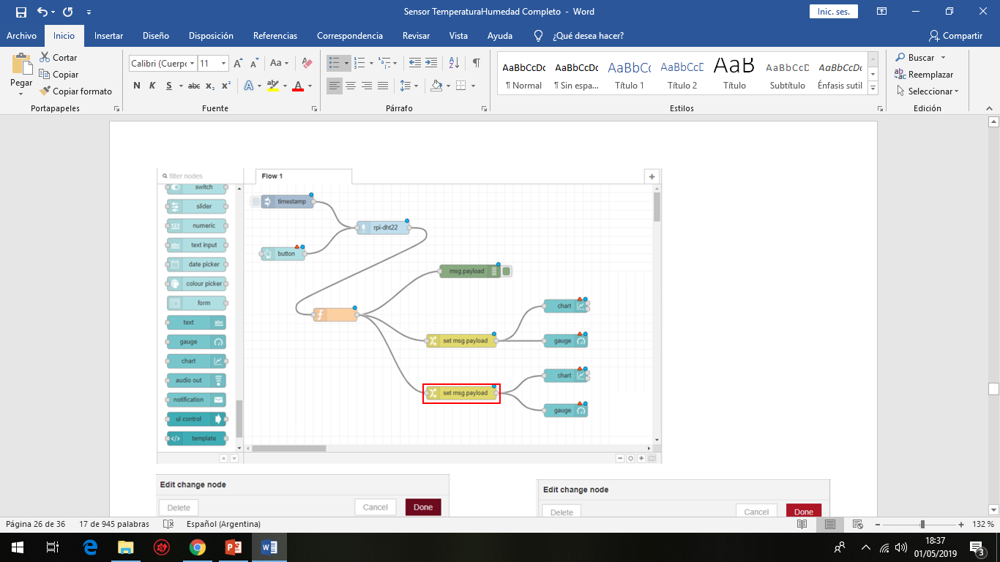 Sensor TemperaturaHumedad Completo - Word
Inic. ses.
Archivo Inicio Insertar Diseño Disposición Referencias Correspondencia Revisar Vista Ayuda ¿Qué desea hacer? Compartir
Pegar
Cortar
Copiar
Copiar formato
Portapapeles
Calibri (Cuerpo 11
Aa
N K S abc x₂ x²
Fuente
Párrafo
AaBbCcDc AaBbCcDc AaBbCc AaBbCcD AaB AaBbCcD AaBbCcDc
¶ Normal ¶ Sin espa... Título 1 Título 2 Título Subtítulo Énfasis sutil
Estilos
Buscar
Reemplazar
Seleccionar
Edición
filter nodes
switch
slider
numeric
text input
date picker
colour picker
form
text
gauge
chart
audio out
notification
ui control
template
Flow 1
timestamp
rpi-dht22
button
msg.payload
chart
set msg.payload
gauge
chart
set msg.payload
gauge
Edit change node
Delete Cancel Done
Edit change node
Delete Cancel Done
Página 26 de 36 17 de 945 palabras Español (Argentina) 132 %
18:37
01/05/2019
3